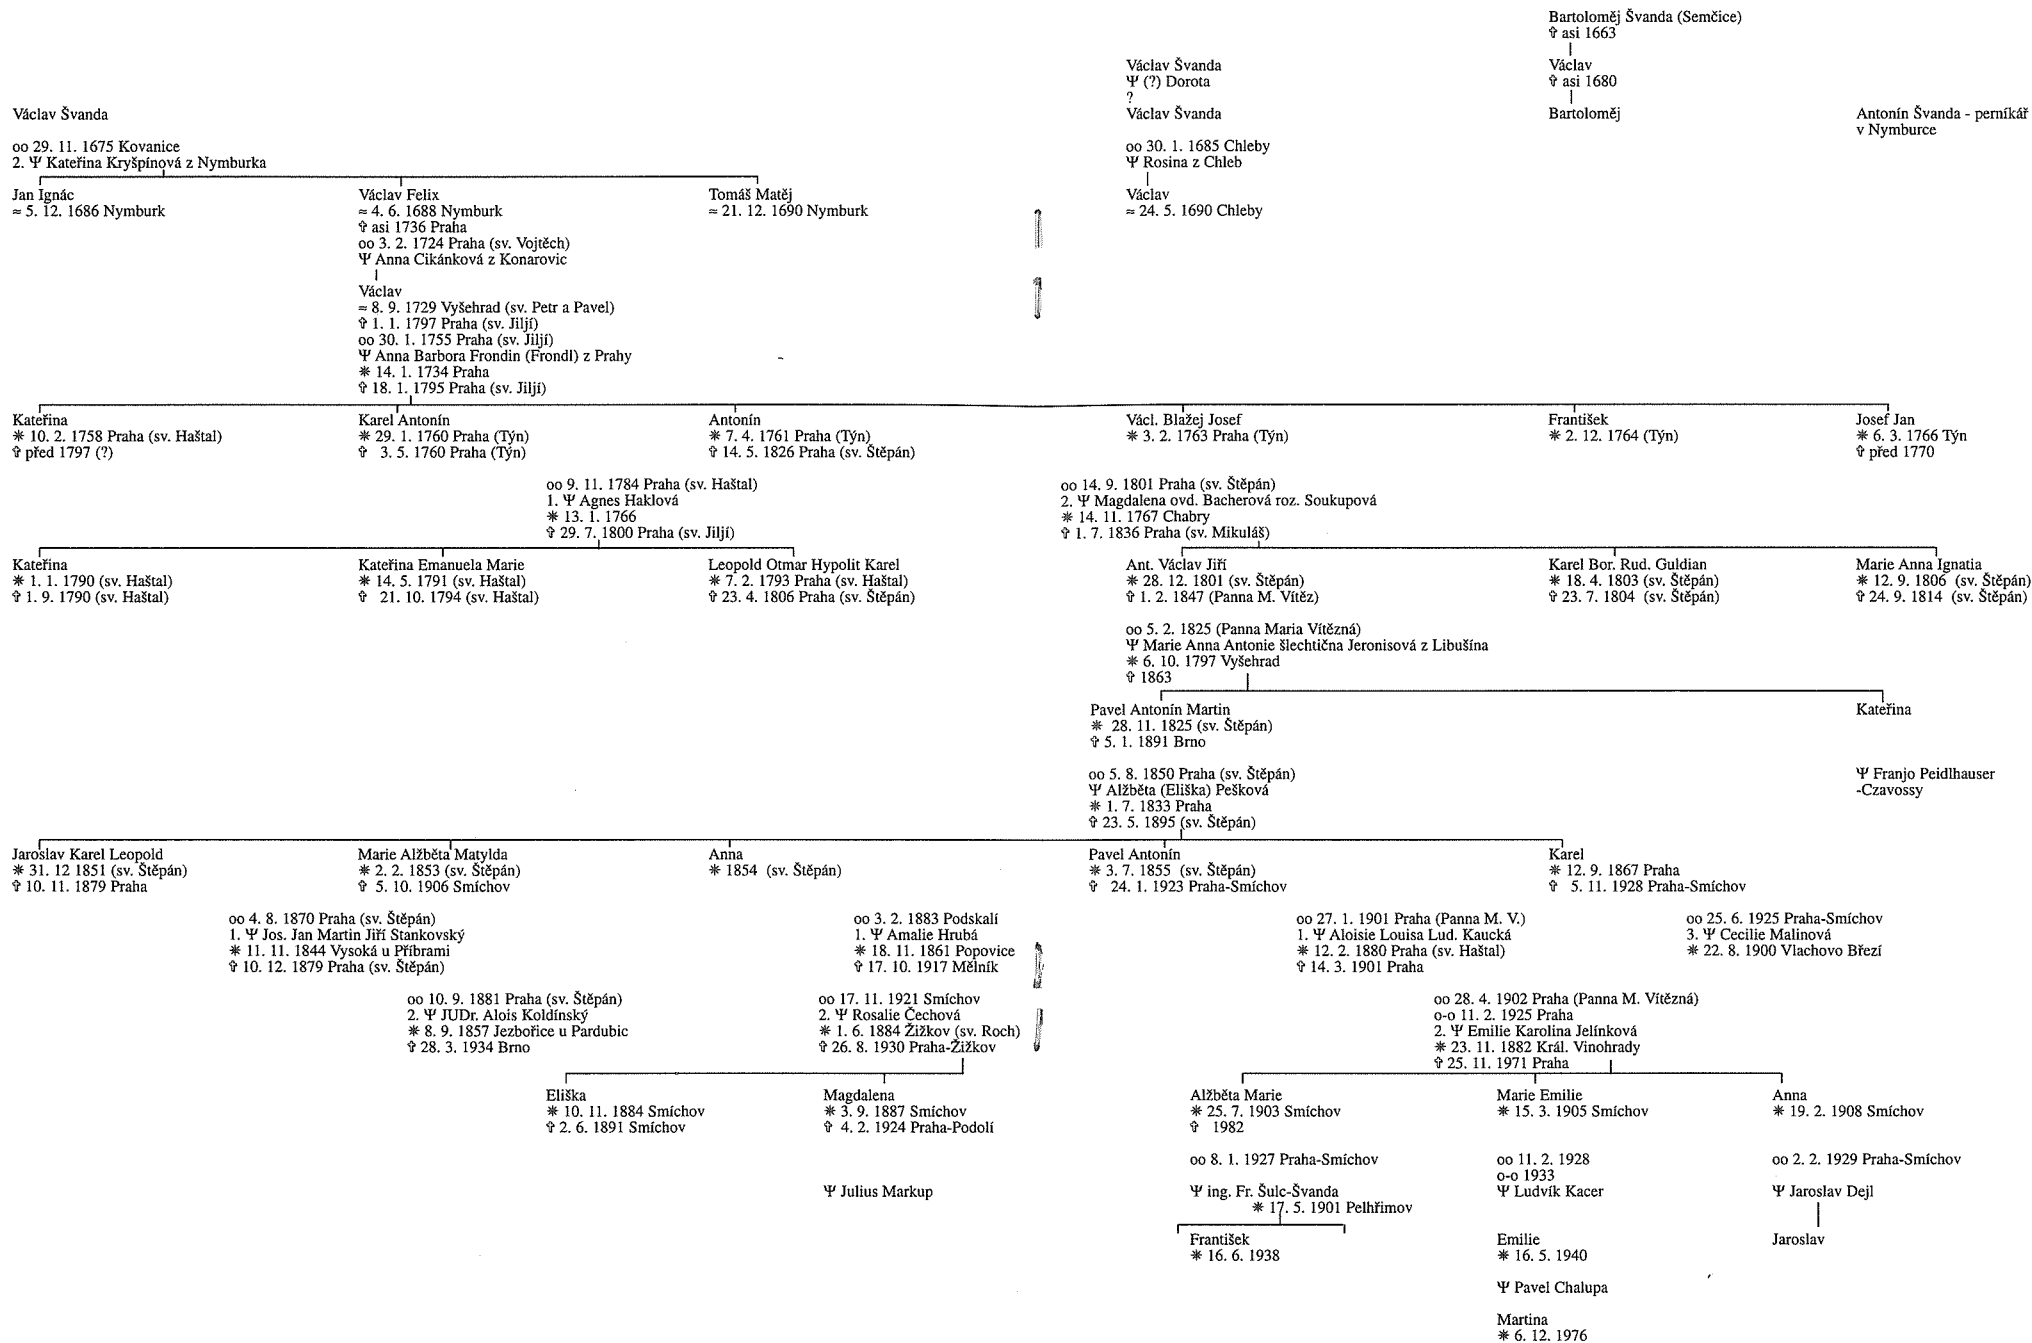 Bartoloměj Švanda (Semčice)
✞ asi 1663
Václav Švanda
Ψ (?) Dorota
?
Václav
✞ asi 1680
Václav Švanda
Václav Švanda
Bartoloměj
Antonín Švanda - perníkář
v Nymburce
oo 29. 11. 1675 Kovanice
2. Ψ Kateřina Kryšpínová z Nymburka
oo 30. 1. 1685 Chleby
Ψ Rosina z Chleb
Jan Ignác
≈ 5. 12. 1686 Nymburk
Václav Felix
≈ 4. 6. 1688 Nymburk
✞ asi 1736 Praha
oo 3. 2. 1724 Praha (sv. Vojtěch)
Ψ Anna Cikánková z Konarovic
Tomáš Matěj
≈ 21. 12. 1690 Nymburk
Václav
≈ 24. 5. 1690 Chleby
Václav
≈ 8. 9. 1729 Vyšehrad (sv. Petr a Pavel)
✞ 1. 1. 1797 Praha (sv. Jiljí)
oo 30. 1. 1755 Praha (sv. Jiljí)
Ψ Anna Barbora Frondin (Frondl) z Prahy
* 14. 1. 1734 Praha
✞ 18. 1. 1795 Praha (sv. Jiljí)
Kateřina
* 10. 2. 1758 Praha (sv. Haštal)
✞ před 1797 (?)
Karel Antonín
* 29. 1. 1760 Praha (Týn)
✞ 3. 5. 1760 Praha (Týn)
Antonín
* 7. 4. 1761 Praha (Týn)
✞ 14. 5. 1826 Praha (sv. Štěpán)
Václ. Blažej Josef
* 3. 2. 1763 Praha (Týn)
František
* 2. 12. 1764 (Týn)
Josef Jan
* 6. 3. 1766 Týn
✞ před 1770
oo 9. 11. 1784 Praha (sv. Haštal)
1. Ψ Agnes Haklová
* 13. 1. 1766
✞ 29. 7. 1800 Praha (sv. Jiljí)
oo 14. 9. 1801 Praha (sv. Štěpán)
2. Ψ Magdalena ovd. Bacherová roz. Soukupová
* 14. 11. 1767 Chabry
✞ 1. 7. 1836 Praha (sv. Mikuláš)
Kateřina
* 1. 1. 1790 (sv. Haštal)
✞ 1. 9. 1790 (sv. Haštal)
Kateřina Emanuela Marie
* 14. 5. 1791 (sv. Haštal)
✞ 21. 10. 1794 (sv. Haštal)
Leopold Otmar Hypolit Karel
* 7. 2. 1793 Praha (sv. Haštal)
✞ 23. 4. 1806 Praha (sv. Štěpán)
Ant. Václav Jiří
* 28. 12. 1801 (sv. Štěpán)
✞ 1. 2. 1847 (Panna M. Vítěz)
Karel Bor. Rud. Guldian
* 18. 4. 1803 (sv. Štěpán)
✞ 23. 7. 1804 (sv. Štěpán)
Marie Anna Ignatia
* 12. 9. 1806 (sv. Štěpán)
✞ 24. 9. 1814 (sv. Štěpán)
oo 5. 2. 1825 (Panna Maria Vítězná)
Ψ Marie Anna Antonie šlechtična Jeronisová z Libušína
* 6. 10. 1797 Vyšehrad
✞ 1863
Pavel Antonín Martin
* 28. 11. 1825 (sv. Štěpán)
✞ 5. 1. 1891 Brno
Kateřina
oo 5. 8. 1850 Praha (sv. Štěpán)
Ψ Alžběta (Eliška) Pešková
* 1. 7. 1833 Praha
✞ 23. 5. 1895 (sv. Štěpán)
Ψ Franjo Peidlhauser
-Czavossy
Jaroslav Karel Leopold
* 31. 12 1851 (sv. Štěpán)
✞ 10. 11. 1879 Praha
Marie Alžběta Matylda
* 2. 2. 1853 (sv. Štěpán)
✞ 5. 10. 1906 Smíchov
Anna
* 1854 (sv. Štěpán)
Pavel Antonín
* 3. 7. 1855 (sv. Štěpán)
✞ 24. 1. 1923 Praha-Smíchov
Karel
* 12. 9. 1867 Praha
✞ 5. 11. 1928 Praha-Smíchov
oo 4. 8. 1870 Praha (sv. Štěpán)
1. Ψ Jos. Jan Martin Jiří Stankovský
* 11. 11. 1844 Vysoká u Příbrami
✞ 10. 12. 1879 Praha (sv. Štěpán)
oo 3. 2. 1883 Podskalí
1. Ψ Amalie Hrubá
* 18. 11. 1861 Popovice
✞ 17. 10. 1917 Mělník
oo 27. 1. 1901 Praha (Panna M. V.)
1. Ψ Aloisie Louisa Lud. Kaucká
* 12. 2. 1880 Praha (sv. Haštal)
✞ 14. 3. 1901 Praha
oo 25. 6. 1925 Praha-Smíchov
3. Ψ Cecilie Malinová
* 22. 8. 1900 Vlachovo Březí
oo 10. 9. 1881 Praha (sv. Štěpán)
2. Ψ JUDr. Alois Koldínský
* 8. 9. 1857 Jezbořice u Pardubic
✞ 28. 3. 1934 Brno
oo 17. 11. 1921 Smíchov
2. Ψ Rosalie Čechová
* 1. 6. 1884 Žižkov (sv. Roch)
✞ 26. 8. 1930 Praha-Žižkov
oo 28. 4. 1902 Praha (Panna M. Vítězná)
o-o 11. 2. 1925 Praha
2. Ψ Emilie Karolina Jelínková
* 23. 11. 1882 Král. Vinohrady
✞ 25. 11. 1971 Praha
Eliška
* 10. 11. 1884 Smíchov
✞ 2. 6. 1891 Smíchov
Magdalena
* 3. 9. 1887 Smíchov
✞ 4. 2. 1924 Praha-Podolí
Alžběta Marie
* 25. 7. 1903 Smíchov
✞ 1982
Marie Emilie
* 15. 3. 1905 Smíchov
Anna
* 19. 2. 1908 Smíchov
oo 8. 1. 1927 Praha-Smíchov
oo 11. 2. 1928
o-o 1933
oo 2. 2. 1929 Praha-Smíchov
Ψ Julius Markup
Ψ ing. Fr. Šulc-Švanda
* 17. 5. 1901 Pelhřimov
Ψ Ludvík Kacer
Ψ Jaroslav Dejl
František
* 16. 6. 1938
Emilie
* 16. 5. 1940
Jaroslav
Ψ Pavel Chalupa
Martina
* 6. 12. 1976